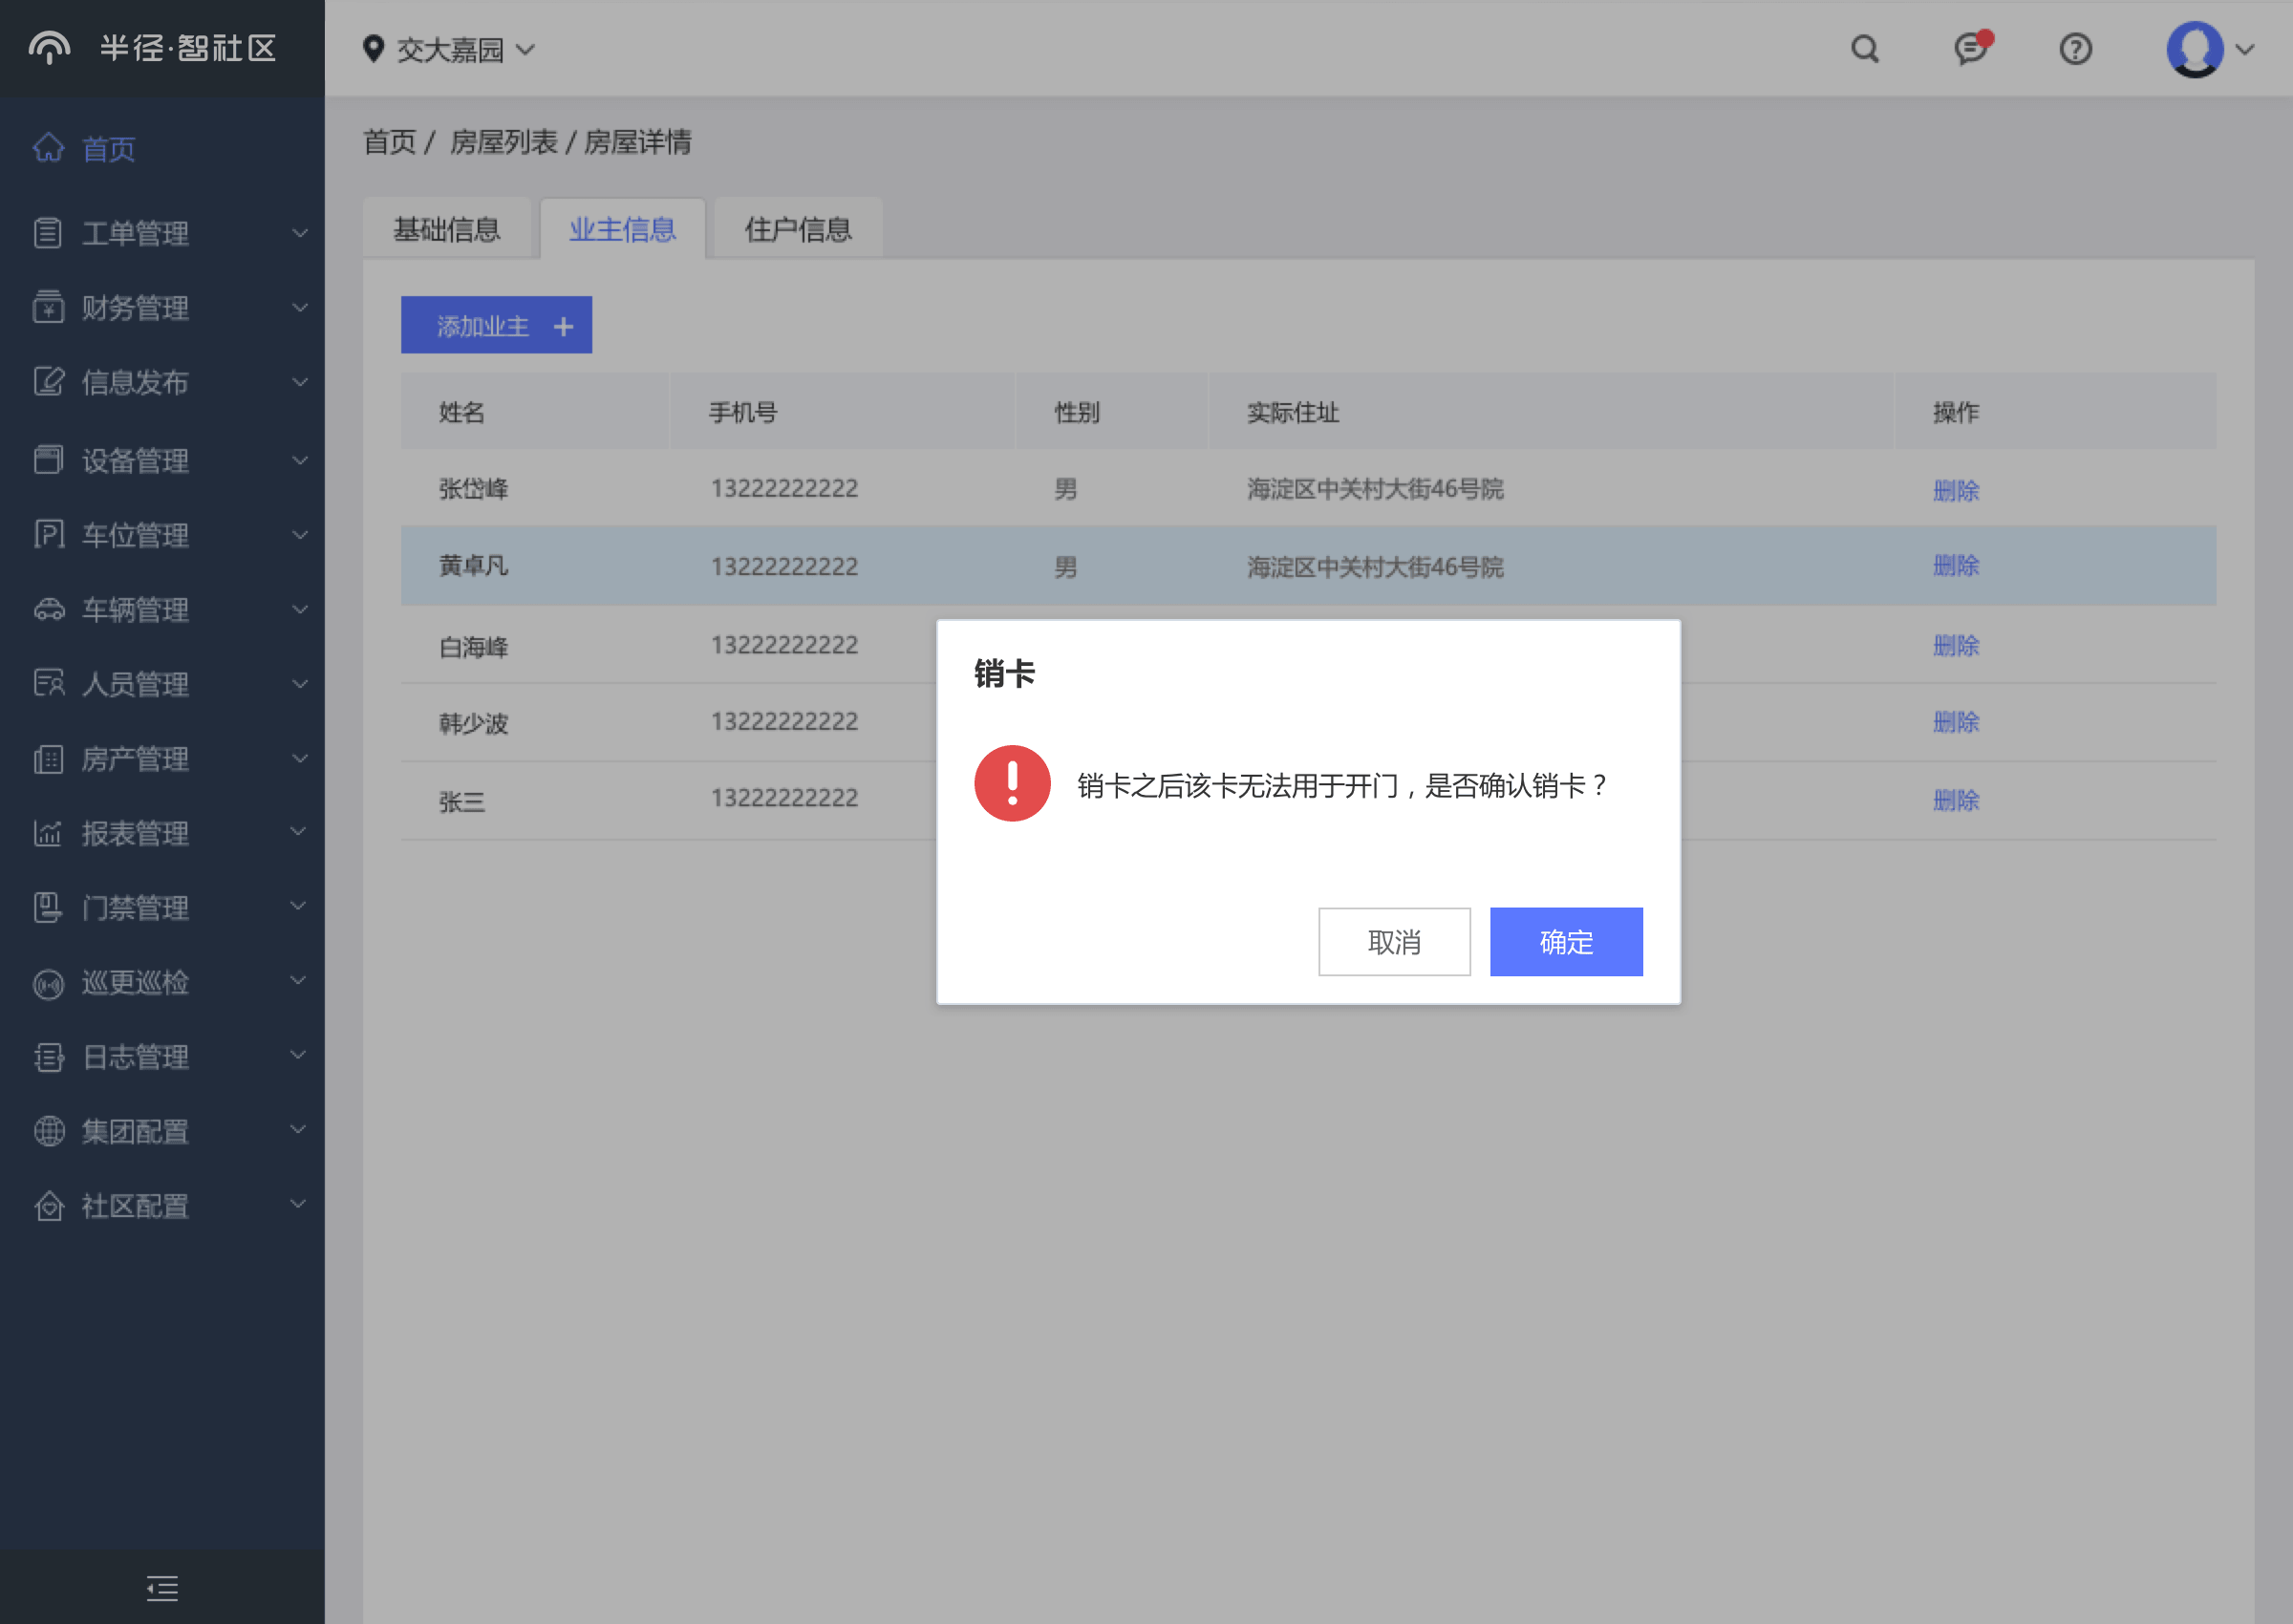 半径·智社区
交大嘉园
首页
工单管理
财务管理
信息发布
设备管理
车位管理
车辆管理
人员管理
房产管理
报表管理
门禁管理
巡更巡检
日志管理
集团配置
社区配置
首页 / 房屋列表 / 房屋详情
基础信息 业主信息 住户信息
添加业主 +
姓名 手机号 性别 实际住址 操作
张岱峰 13222222222 男 海淀区中关村大街46号院 删除
黄卓凡 13222222222 男 海淀区中关村大街46号院 删除
白海峰 13222222222 删除
韩少波 13222222222 删除
张三 13222222222 删除
销卡
销卡之后该卡无法用于开门，是否确认销卡？
取消 确定